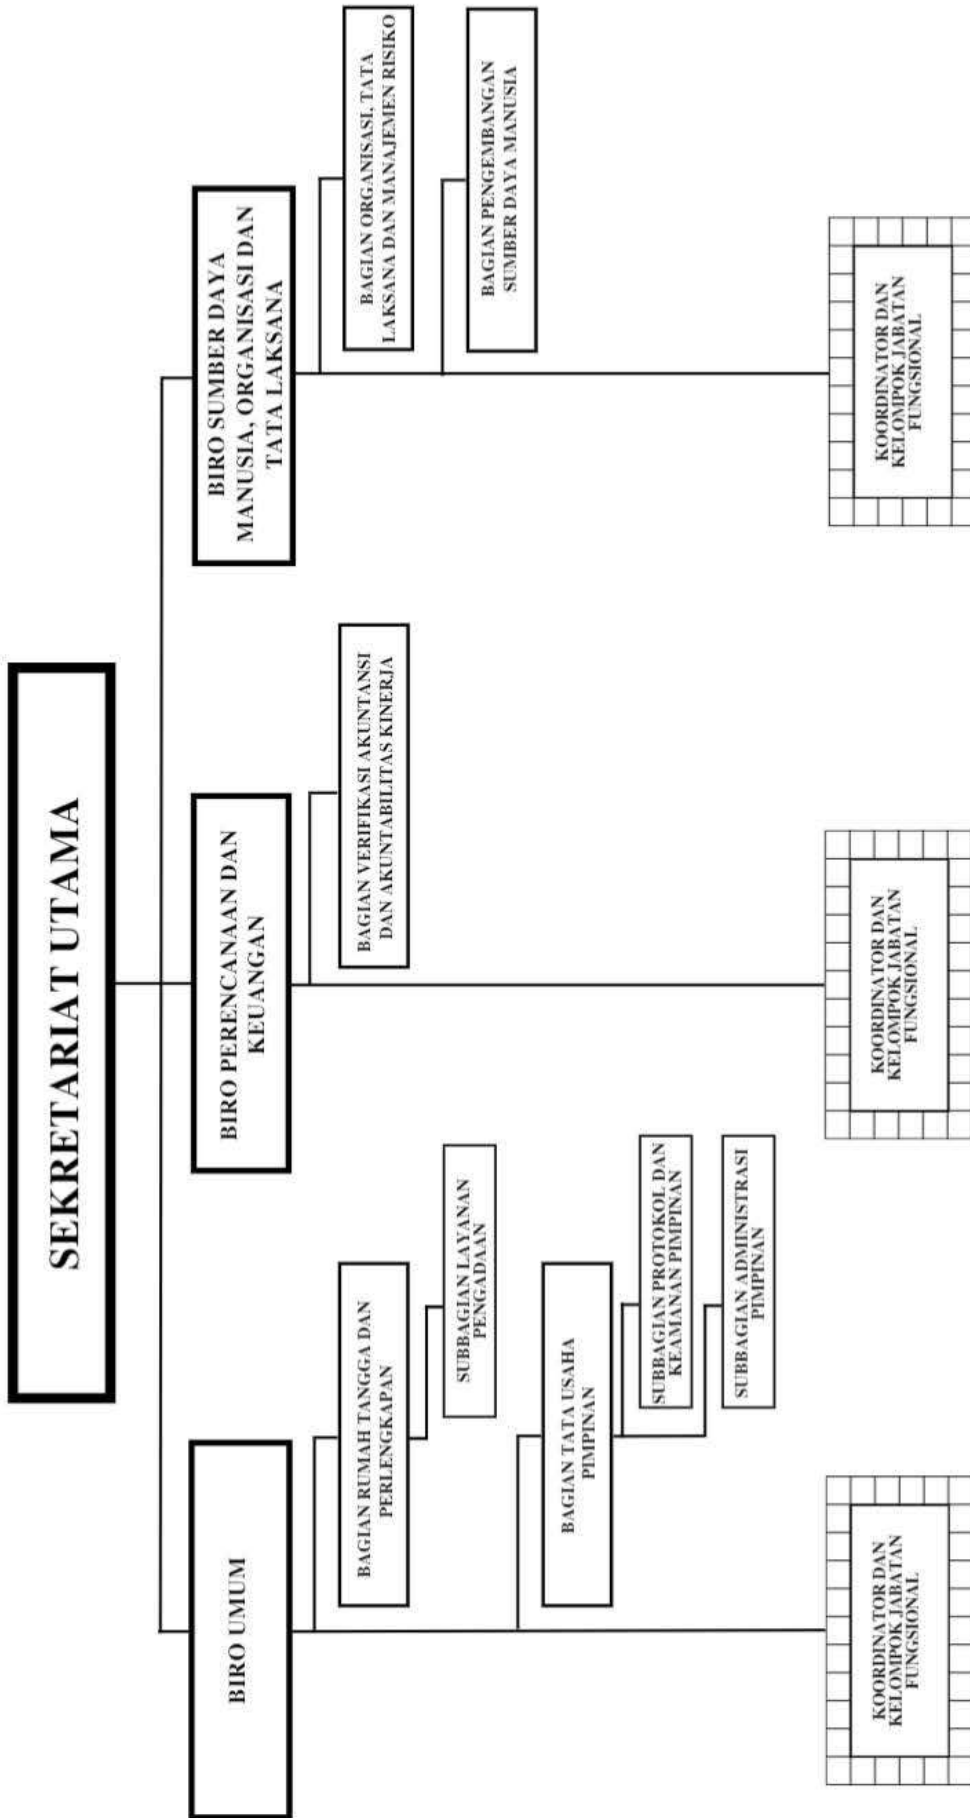 SEKRETARIAT UTAMA
BIRO UMUM
BAGIAN RUMAH TANGGA DAN
PERLENGKAPAN
SUBBAGIAN LAYANAN
PENGADAAN
BAGIAN TATA USAHA
PIMPINAN
SUBBAGIAN PROTOKOL DAN
KEAMANAN PIMPINAN
SUBBAGIAN ADMINISTRASI
PIMPINAN
KOORDINATOR DAN
KELOMPOK JABATAN
FUNGSIONAL
BIRO PERENCANAAN DAN
KEUANGAN
BAGIAN VERIFIKASI AKUNTANSI
DAN AKUNTABILITAS KINERJA
KOORDINATOR DAN
KELOMPOK JABATAN
FUNGSIONAL
BIRO SUMBER DAYA
MANUSIA, ORGANISASI DAN
TATA LAKSANA
BAGIAN ORGANISASI, TATA
LAKSANA DAN MANAJEMEN RISIKO
BAGIAN PENGEMBANGAN
SUMBER DAYA MANUSIA
KOORDINATOR DAN
KELOMPOK JABATAN
FUNGSIONAL